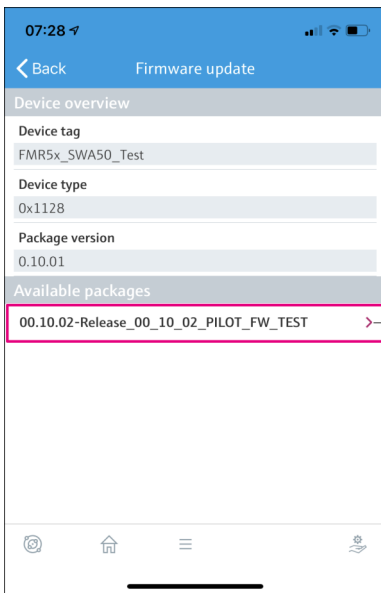 07:28
Back
Firmware update
Device overview
Device tag
FMR5x_SWA50_Test
Device type
0x1128
Package version
0.10.01
Available packages
00.10.02-Release_00_10_02_PILOT_FW_TEST